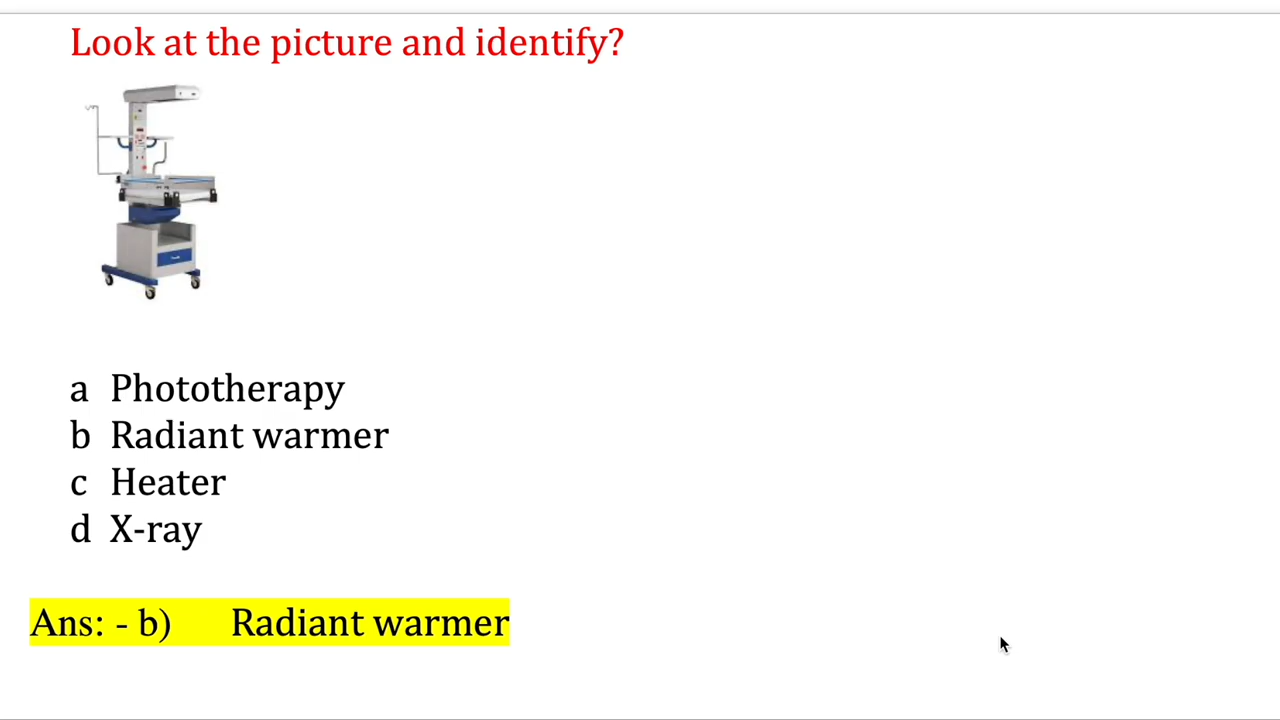 Look at the picture and identify?
a Phototherapy
b Radiant warmer
c Heater
d X-ray
Ans: - b) Radiant warmer